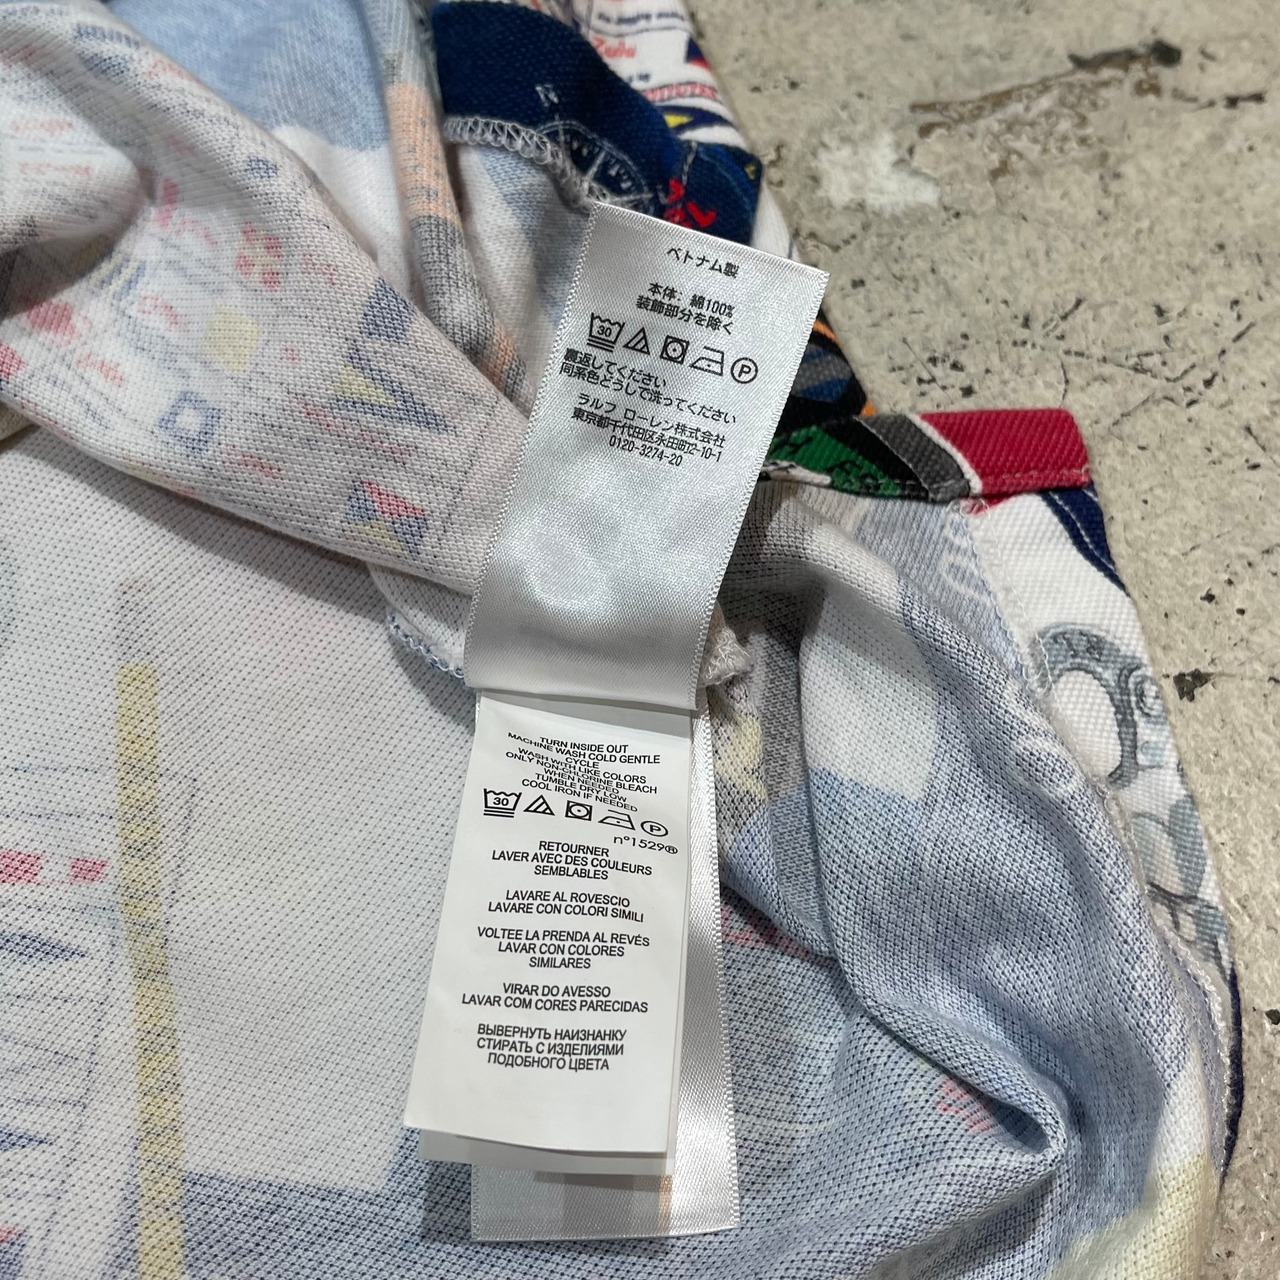 ベトナム製
本体: 綿100%
装飾部分を除く
30
P
裏返してください
同系色どうしで洗ってください
ラルフ ローレン株式会社
東京都千代田区永田町2-10-1
0120-3274-20
TURN INSIDE OUT
MACHINE WASH COLD GENTLE
CYCLE
WASH WITH LIKE COLORS
ONLY NON-CHLORINE BLEACH
WHEN NEEDED
TUMBLE DRY LOW
COOL IRON IF NEEDED
30
P
n°1529®
RETOURNER
LAVER AVEC DES COULEURS
SEMBLABLES
LAVARE AL ROVESCIO
LAVARE CON COLORI SIMILI
VOLTEE LA PRENDA AL REVÉS
LAVAR CON COLORES
SIMILARES
VIRAR DO AVESSO
LAVAR COM CORES PARECIDAS
ВЫВЕРНУТЬ НАИЗНАНКУ
СТИРАТЬ С ИЗДЕЛИЯМИ
ПОДОБНОГО ЦВЕТА